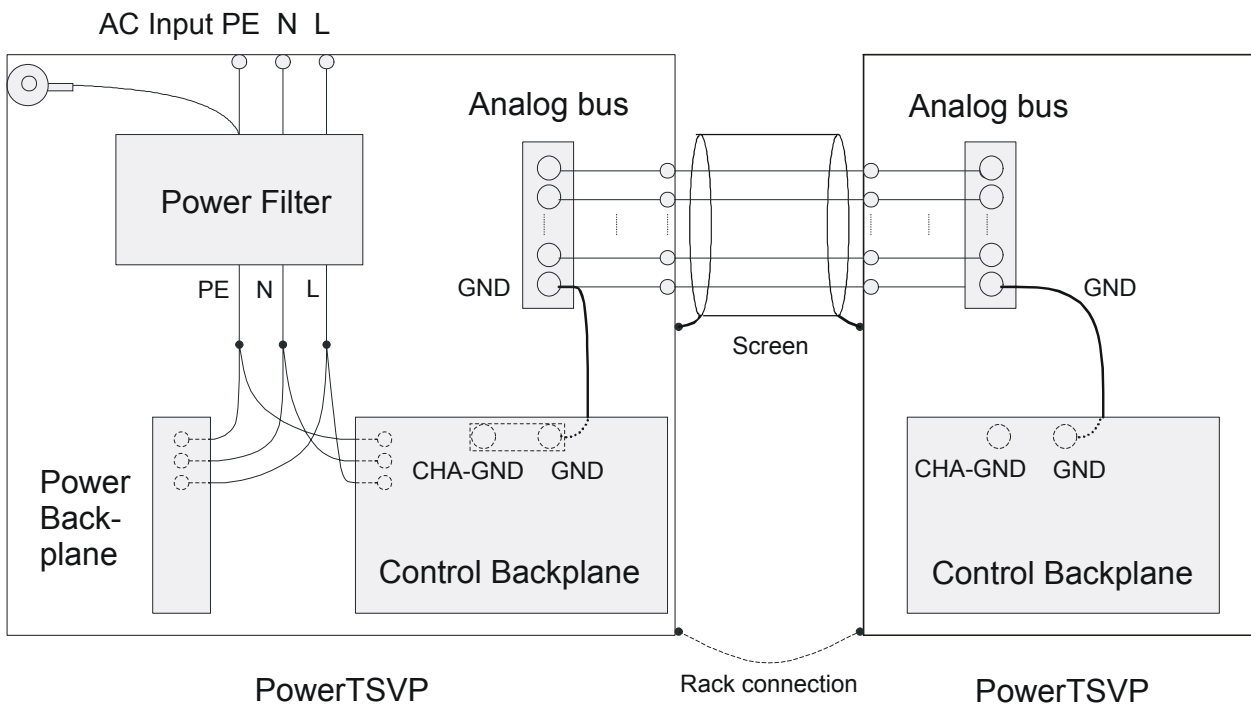 AC Input PE N L
Analog bus
Analog bus
Power Filter
PE N L
GND
GND
Screen
CHA-GND GND
CHA-GND GND
Power
Back-
plane
Control Backplane
Control Backplane
Rack connection
PowerTSVP
PowerTSVP